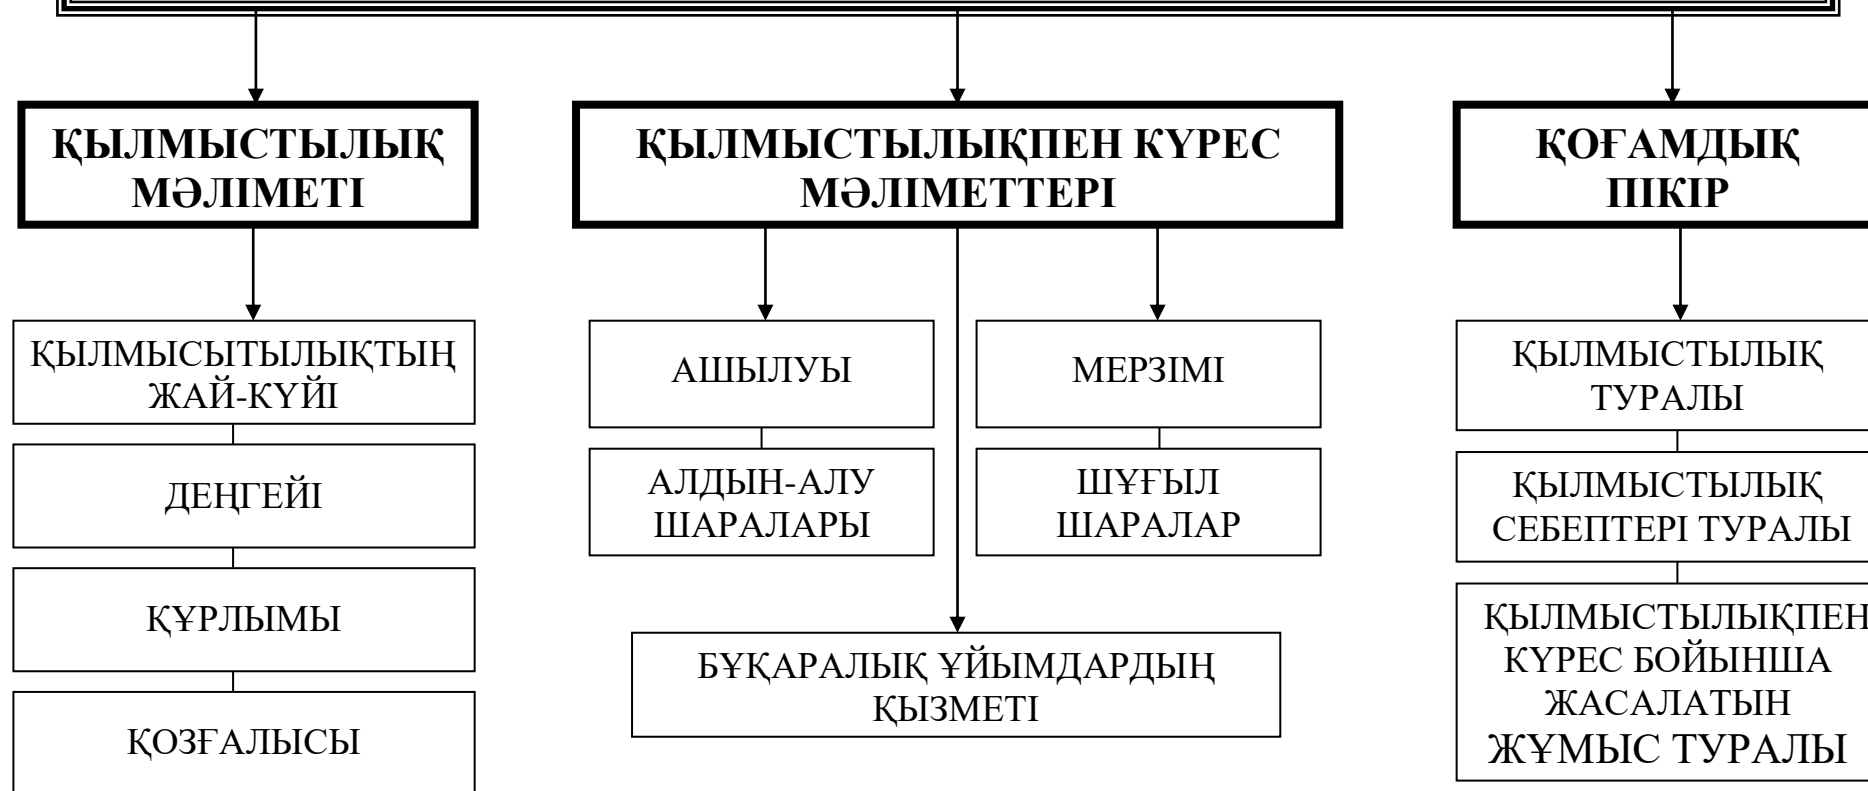 ҚЫЛМЫСТЫЛЫҚ
МӘЛІМЕТІ
ҚЫЛМЫСТЫЛЫҚПЕН КҮРЕС
МӘЛІМЕТТЕРІ
ҚОҒАМДЫҚ
ПІКІР
ҚЫЛМЫСЫТЫЛЫҚТЫҢ
ЖАЙ-КҮЙІ
ДЕҢГЕЙІ
ҚҰРЛЫМЫ
ҚОЗҒАЛЫСЫ
АШЫЛУЫ
АЛДЫН-АЛУ
ШАРАЛАРЫ
МЕРЗІМІ
ШҰҒЫЛ
ШАРАЛАР
БҰҚАРАЛЫҚ ҰЙЫМДАРДЫҢ
ҚЫЗМЕТІ
ҚЫЛМЫСТЫЛЫҚ
ТУРАЛЫ
ҚЫЛМЫСТЫЛЫҚ
СЕБЕПТЕРІ ТУРАЛЫ
ҚЫЛМЫСТЫЛЫҚПЕН
КҮРЕС БОЙЫНША
ЖАСАЛАТЫН
ЖҰМЫС ТУРАЛЫ